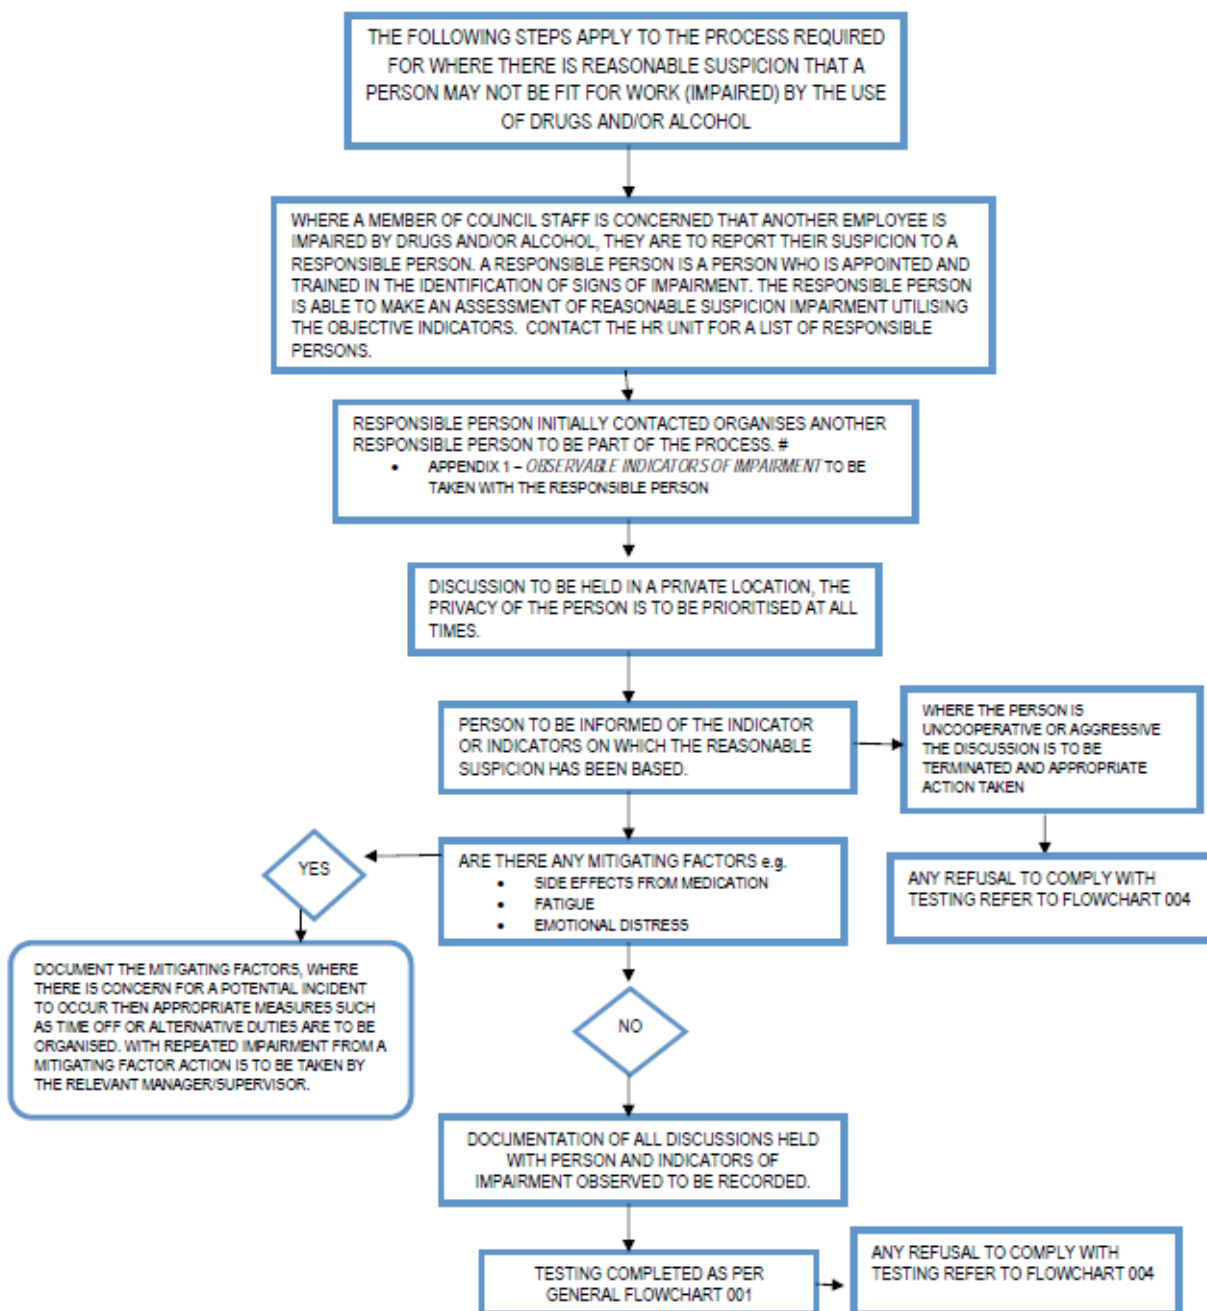 THE FOLLOWING STEPS APPLY TO THE PROCESS REQUIRED
FOR WHERE THERE IS REASONABLE SUSPICION THAT A
PERSON MAY NOT BE FIT FOR WORK (IMPAIRED) BY THE USE
OF DRUGS AND/OR ALCOHOL
WHERE A MEMBER OF COUNCIL STAFF IS CONCERNED THAT ANOTHER EMPLOYEE IS
IMPAIRED BY DRUGS AND/OR ALCOHOL, THEY ARE TO REPORT THEIR SUSPICION TO A
RESPONSIBLE PERSON. A RESPONSIBLE PERSON IS A PERSON WHO IS APPOINTED AND
TRAINED IN THE IDENTIFICATION OF SIGNS OF IMPAIRMENT. THE RESPONSIBLE PERSON
IS ABLE TO MAKE AN ASSESSMENT OF REASONABLE SUSPICION IMPAIRMENT UTILISING
THE OBJECTIVE INDICATORS. CONTACT THE HR UNIT FOR A LIST OF RESPONSIBLE
PERSONS.
RESPONSIBLE PERSON INITIALLY CONTACTED ORGANISES ANOTHER
RESPONSIBLE PERSON TO BE PART OF THE PROCESS. #
• APPENDIX 1 – OBSERVABLE INDICATORS OF IMPAIRMENT TO BE
TAKEN WITH THE RESPONSIBLE PERSON
DISCUSSION TO BE HELD IN A PRIVATE LOCATION, THE
PRIVACY OF THE PERSON IS TO BE PRIORITISED AT ALL
TIMES.
PERSON TO BE INFORMED OF THE INDICATOR
OR INDICATORS ON WHICH THE REASONABLE
SUSPICION HAS BEEN BASED.
WHERE THE PERSON IS
UNCOOPERATIVE OR AGGRESSIVE
THE DISCUSSION IS TO BE
TERMINATED AND APPROPRIATE
ACTION TAKEN
ANY REFUSAL TO COMPLY WITH
TESTING REFER TO FLOWCHART 004
ARE THERE ANY MITIGATING FACTORS e.g.
• SIDE EFFECTS FROM MEDICATION
• FATIGUE
• EMOTIONAL DISTRESS
YES
DOCUMENT THE MITIGATING FACTORS, WHERE
THERE IS CONCERN FOR A POTENTIAL INCIDENT
TO OCCUR THEN APPROPRIATE MEASURES SUCH
AS TIME OFF OR ALTERNATIVE DUTIES ARE TO BE
ORGANISED. WITH REPEATED IMPAIRMENT FROM A
MITIGATING FACTOR ACTION IS TO BE TAKEN BY
THE RELEVANT MANAGER/SUPERVISOR.
NO
DOCUMENTATION OF ALL DISCUSSIONS HELD
WITH PERSON AND INDICATORS OF
IMPAIRMENT OBSERVED TO BE RECORDED.
TESTING COMPLETED AS PER
GENERAL FLOWCHART 001
ANY REFUSAL TO COMPLY WITH
TESTING REFER TO FLOWCHART 004